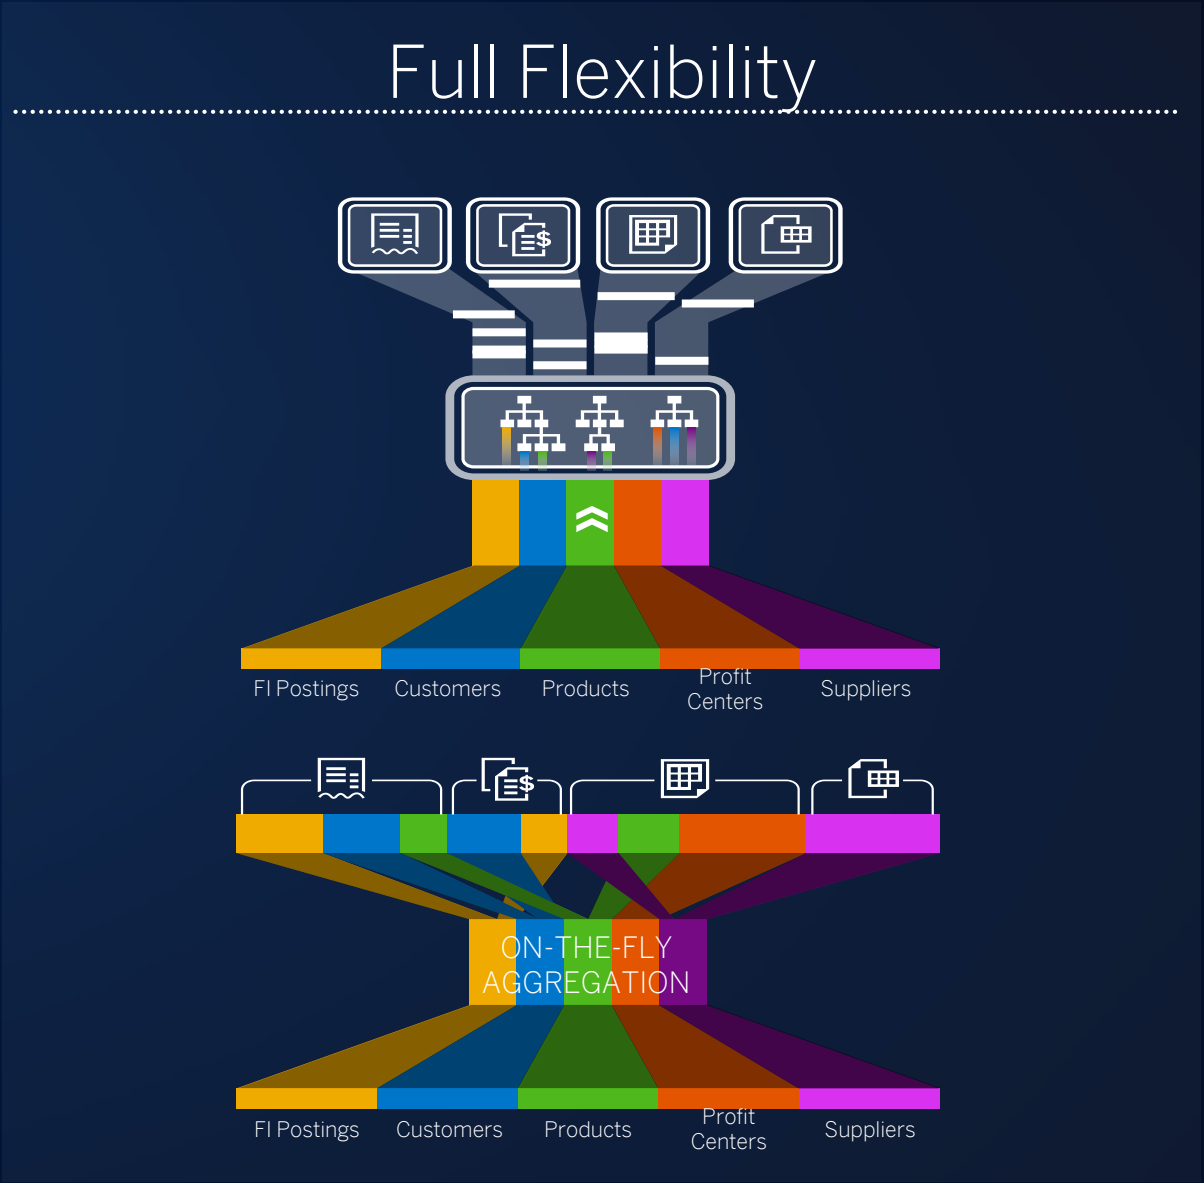 Full Flexibility
$
FI Postings
Customers
Products
Profit
Centers
Suppliers
$
ON-THE-FLY
AGGREGATION
FI Postings
Customers
Products
Profit
Centers
Suppliers